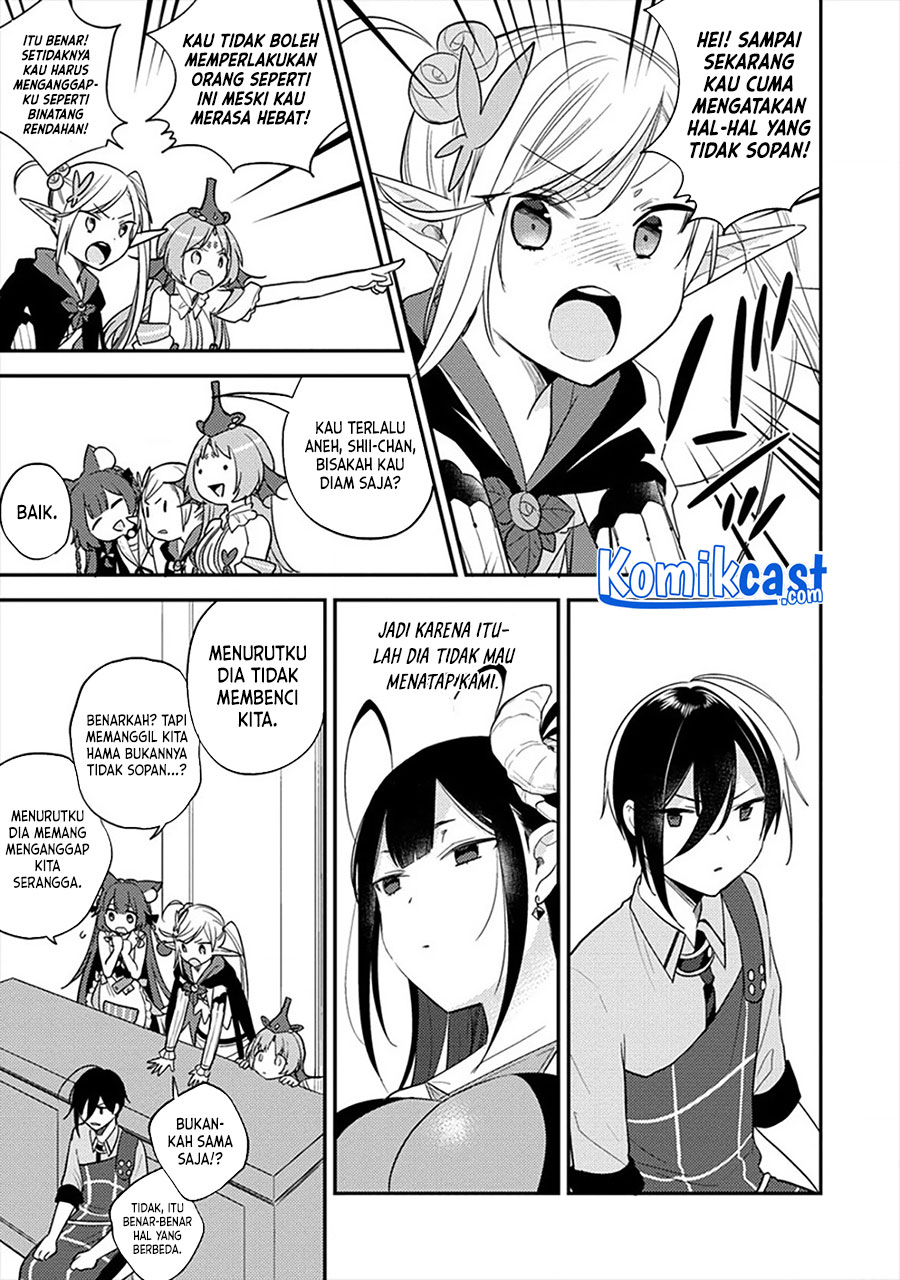 HEI! SAMPAI
SEKARANG
KAU CUMA
MENGATAKAN
HAL-HAL YANG
TIDAK SOPAN!
KAU TIDAK BOLEH
MEMPERLAKUKAN
ORANG SEPERTI
INI MESKI KAU
MERASA HEBAT!
ITU BENAR!
SETIDAKNYA
KAU HARUS
MENGANGGAP-
KU SEPERTI
BINATANG
RENDAHAN!
KAU TERLALU
ANEH, SHII-CHAN,
BISAKAH KAU
DIAM SAJA?
BAIK.
Komikcast
.com
JADI KARENA ITU-
LAH DIA TIDAK MAU
MENATAP KAMI.
MENURUTKU
DIA TIDAK
MEMBENCI
KITA.
BENARKAH? TAPI
MEMANGGIL KITA
HAMA BUKANNYA
TIDAK SOPAN...?
MENURUTKU
DIA MEMANG
MENGANGGAP
KITA
SERANGGA.
BUKAN-
KAH SAMA
SAJA!?
TIDAK, ITU
BENAR-BENAR
HAL YANG
BERBEDA.